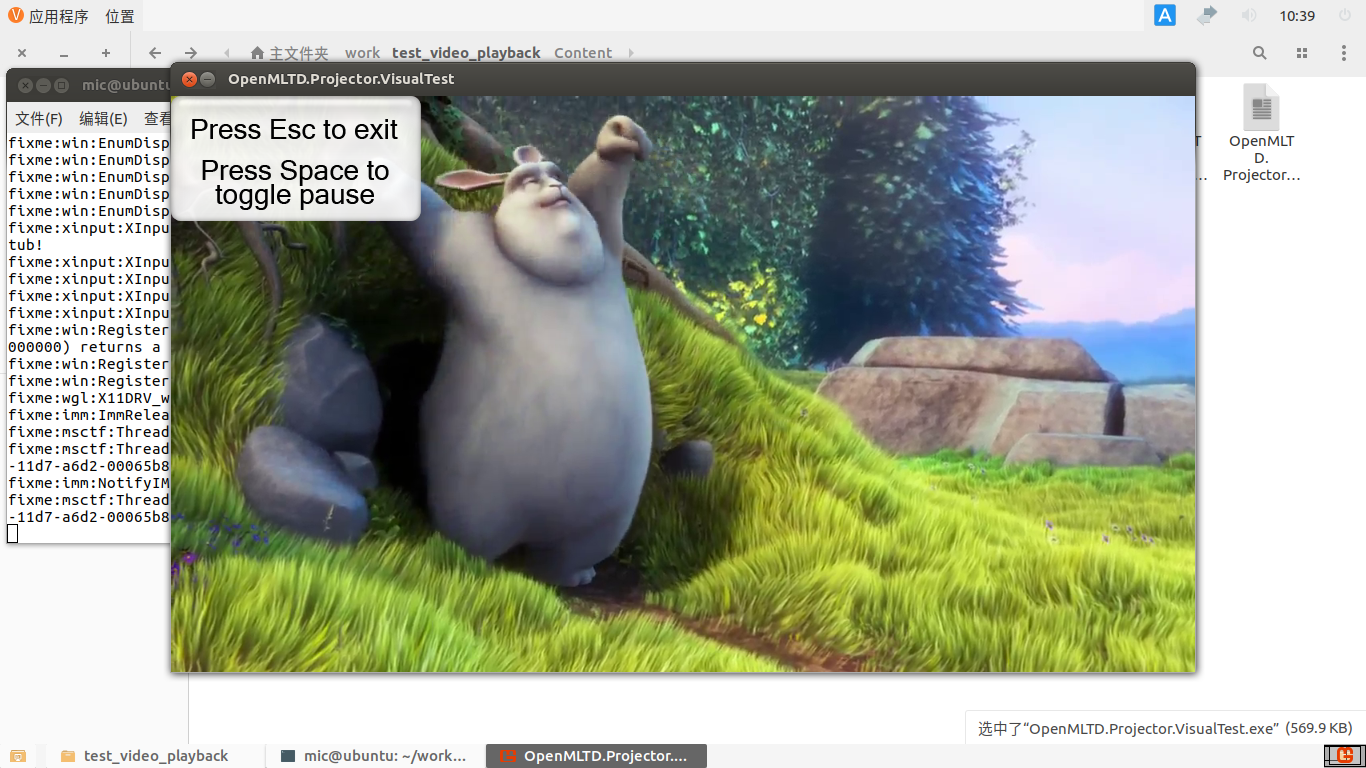 应用程序 位置
A
10:39
主文件夹 work test_video_playback Content
mic@ubuntu
OpenMLTD.Projector.VisualTest
文件(F) 编辑(E) 查看
Press Esc to exit
Press Space to
toggle pause
fixme:win:EnumDisp
fixme:win:EnumDisp
fixme:win:EnumDisp
fixme:win:EnumDisp
fixme:win:EnumDisp
fixme:xinput:XInpu
tub!
fixme:xinput:XInpu
fixme:xinput:XInpu
fixme:xinput:XInpu
fixme:xinput:XInpu
fixme:win:Register
000000) returns a
fixme:win:Register
fixme:win:Register
fixme:wgl:X11DRV_w
fixme:imm:ImmRelea
fixme:msctf:Thread
fixme:msctf:Thread
-11d7-a6d2-00065b8
fixme:imm:NotifyIM
fixme:msctf:Thread
-11d7-a6d2-00065b8
OpenMLT
D.
Projector…
选中了“OpenMLTD.Projector.VisualTest.exe” (569.9 KB)
test_video_playback
mic@ubuntu: ~/work...
OpenMLTD.Projector....